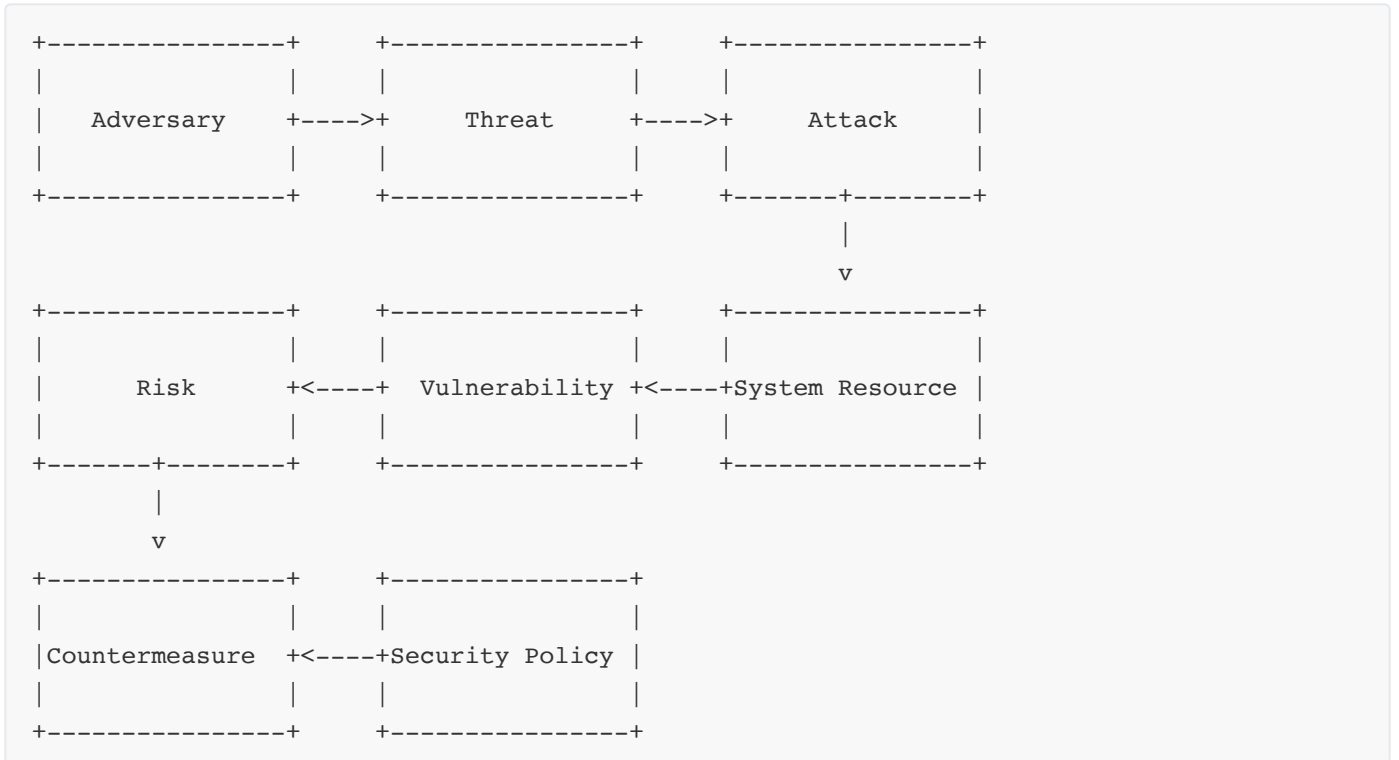 +----------------+     +----------------+     +----------------+
|                |     |                |     |                |
|   Adversary    +---->+     Threat     +---->+     Attack     |
|                |     |                |     |                |
+----------------+     +----------------+     +-------+--------+
                                                      |
                                                      v
+----------------+     +----------------+     +----------------+
|                |     |                |     |                |
|      Risk      +<----+  Vulnerability +<----+System Resource |
|                |     |                |     |                |
+-------+--------+     +----------------+     +----------------+
        |
        v
+----------------+     +----------------+
|                |     |                |
|Countermeasure  +<----+Security Policy |
|                |     |                |
+----------------+     +----------------+